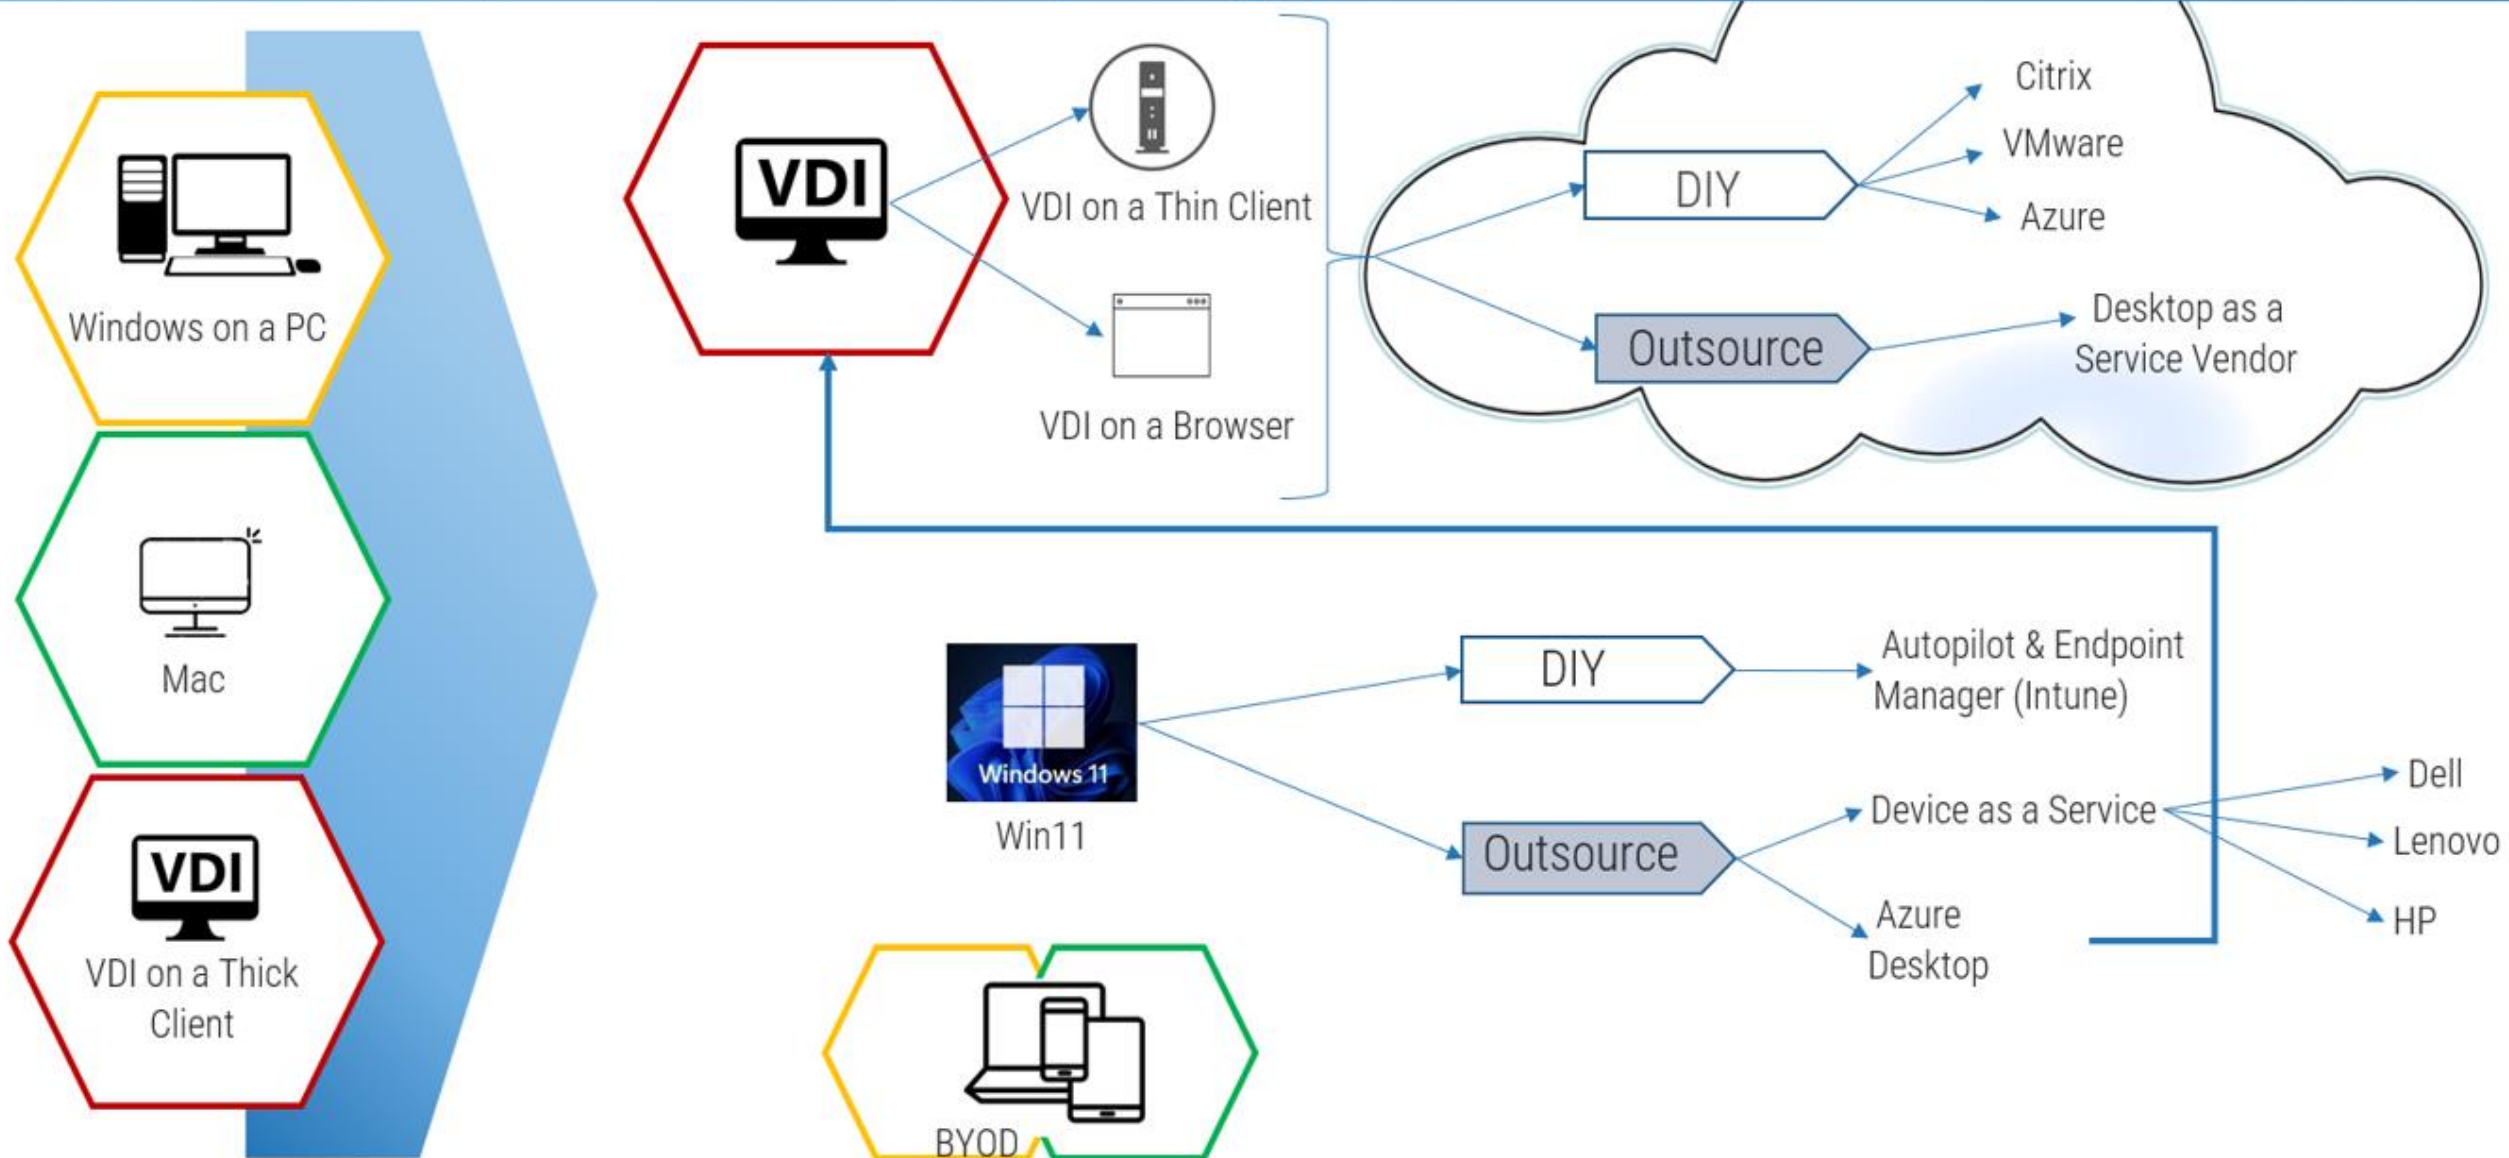 Windows on a PC
Mac
VDI
VDI on a Thick
Client
VDI
VDI on a Thin Client
VDI on a Browser
DIY
Citrix
VMware
Azure
Outsource
Desktop as a
Service Vendor
Windows 11
Win11
DIY
Autopilot & Endpoint
Manager (Intune)
Outsource
Device as a Service
Dell
Lenovo
HP
Azure
Desktop
BYOD